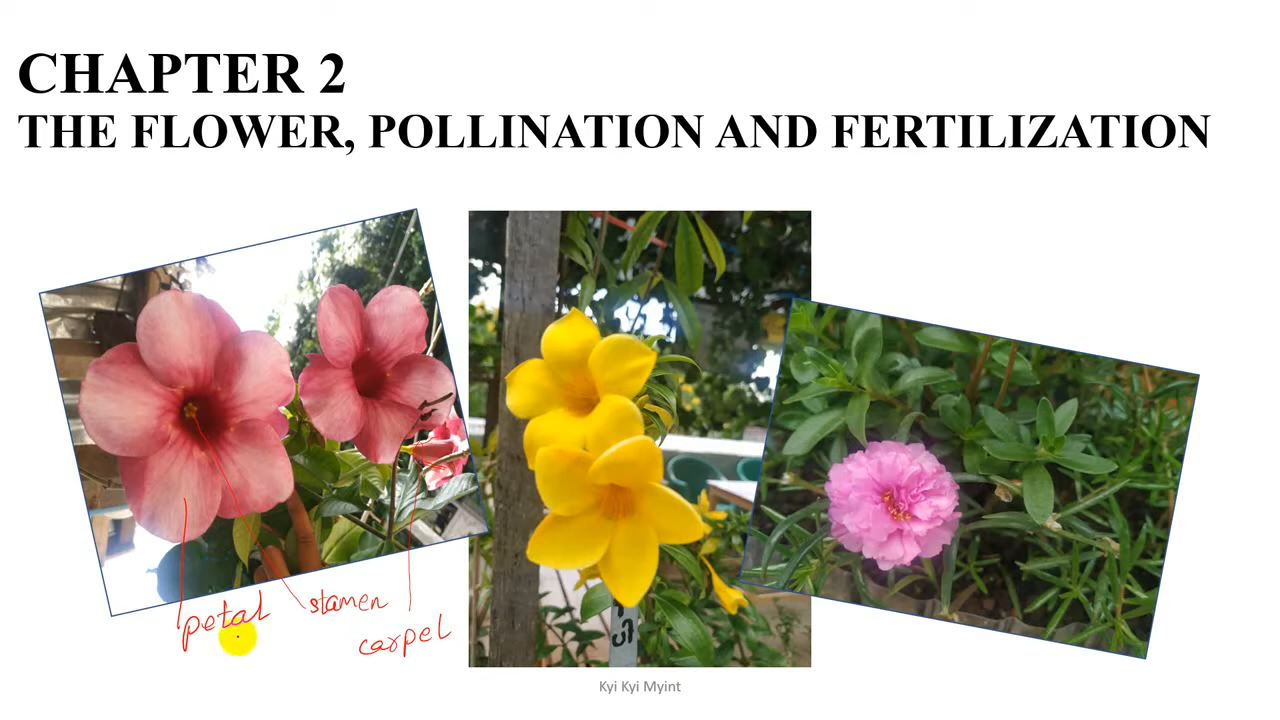 CHAPTER 2
THE FLOWER, POLLINATION AND FERTILIZATION
petal
stamen
carpel
Kyi Kyi Myint